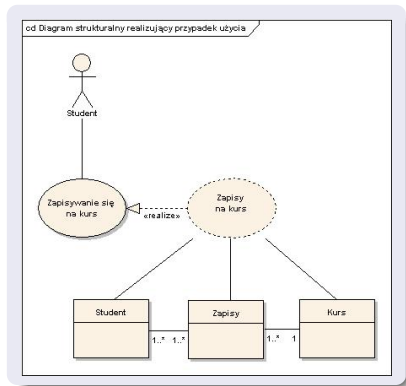 cd Diagram strukturalny realizujący przypadek użycia
Student
Zapisywanie się
na kurs
«realize»
Zapisy
na kurs
Student
Zapisy
Kurs
1..* 1..*
1..* 1